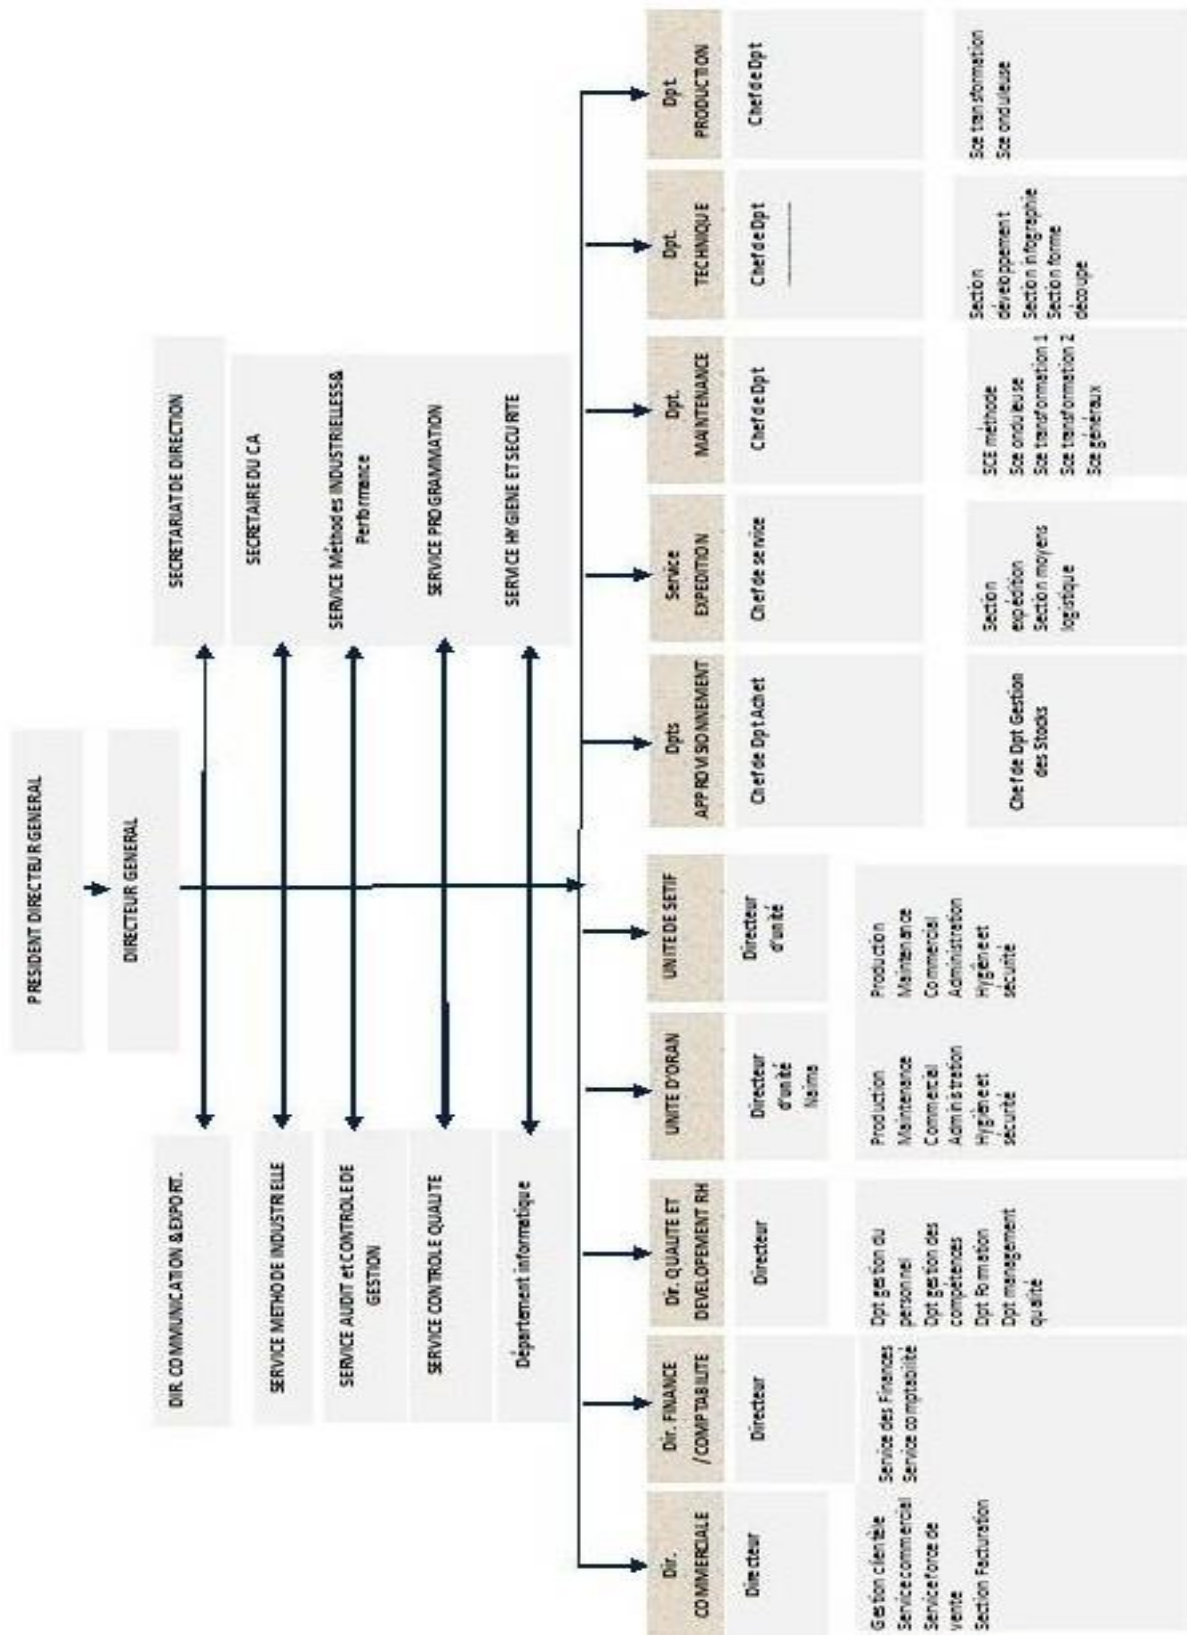 PRESIDENT DIRECTEUR GENERAL
DIRECTEUR GENERAL
DIR. COMMUNICATION &EXPORT.
SECRETARIAT DE DIRECTION
SERVICE METHODE INDUSTRIELLE
SECRETAIRE DU CA
SERVICE AUDIT et CONTROLE DE
GESTION
SERVICE Méthodes INDUSTRIELLESS&
Performance
SERVICE CONTROLE QUALITE
SERVICE PROGRAMMATION
Département informatique
SERVICE HYGIENE ET SECURITE
Dir.
COMMERCIALE
Directeur
Gestion clientèle
Service commercial
Service force de
vente
Section Facturation
Dir. FINANCE
/COMPTABILITE
Directeur
Service des Finances
Service comptabilité
Dir. QUALITE ET
DEVELOPEMENT RH
Directeur
Dpt gestion du
personnel
Dpt gestion des
compétences
Dpt Formation
Dpt management
qualité
UNITE D'ORAN
Directeur
d'unité
Naima
Production
Maintenance
Commercial
Administration
Hygiène et
sécurité
UNITE DE SETIF
Directeur
d'unité
Production
Maintenance
Commercial
Administration
Hygiène et
sécurité
Dpts
APPROVISIONNEMENT
Chef de Dpt Achet
Chef de Dpt Gestion
des Stocks
Service
EXPEDITION
Chef de service
Section
expédition
Section moyens
logistique
Dpt.
MAINTENANCE
Chef de Dpt
SCE méthode
Sce onduleuse
Sce transformation 1
Sce transformation 2
Sce généraux
Dpt.
TECHNIQUE
Chef de Dpt
Section
développement
Section infographie
Section forme
découpe
Dpt.
PRODUCTION
Chef de Dpt
Sce transformation
Sce onduleuse